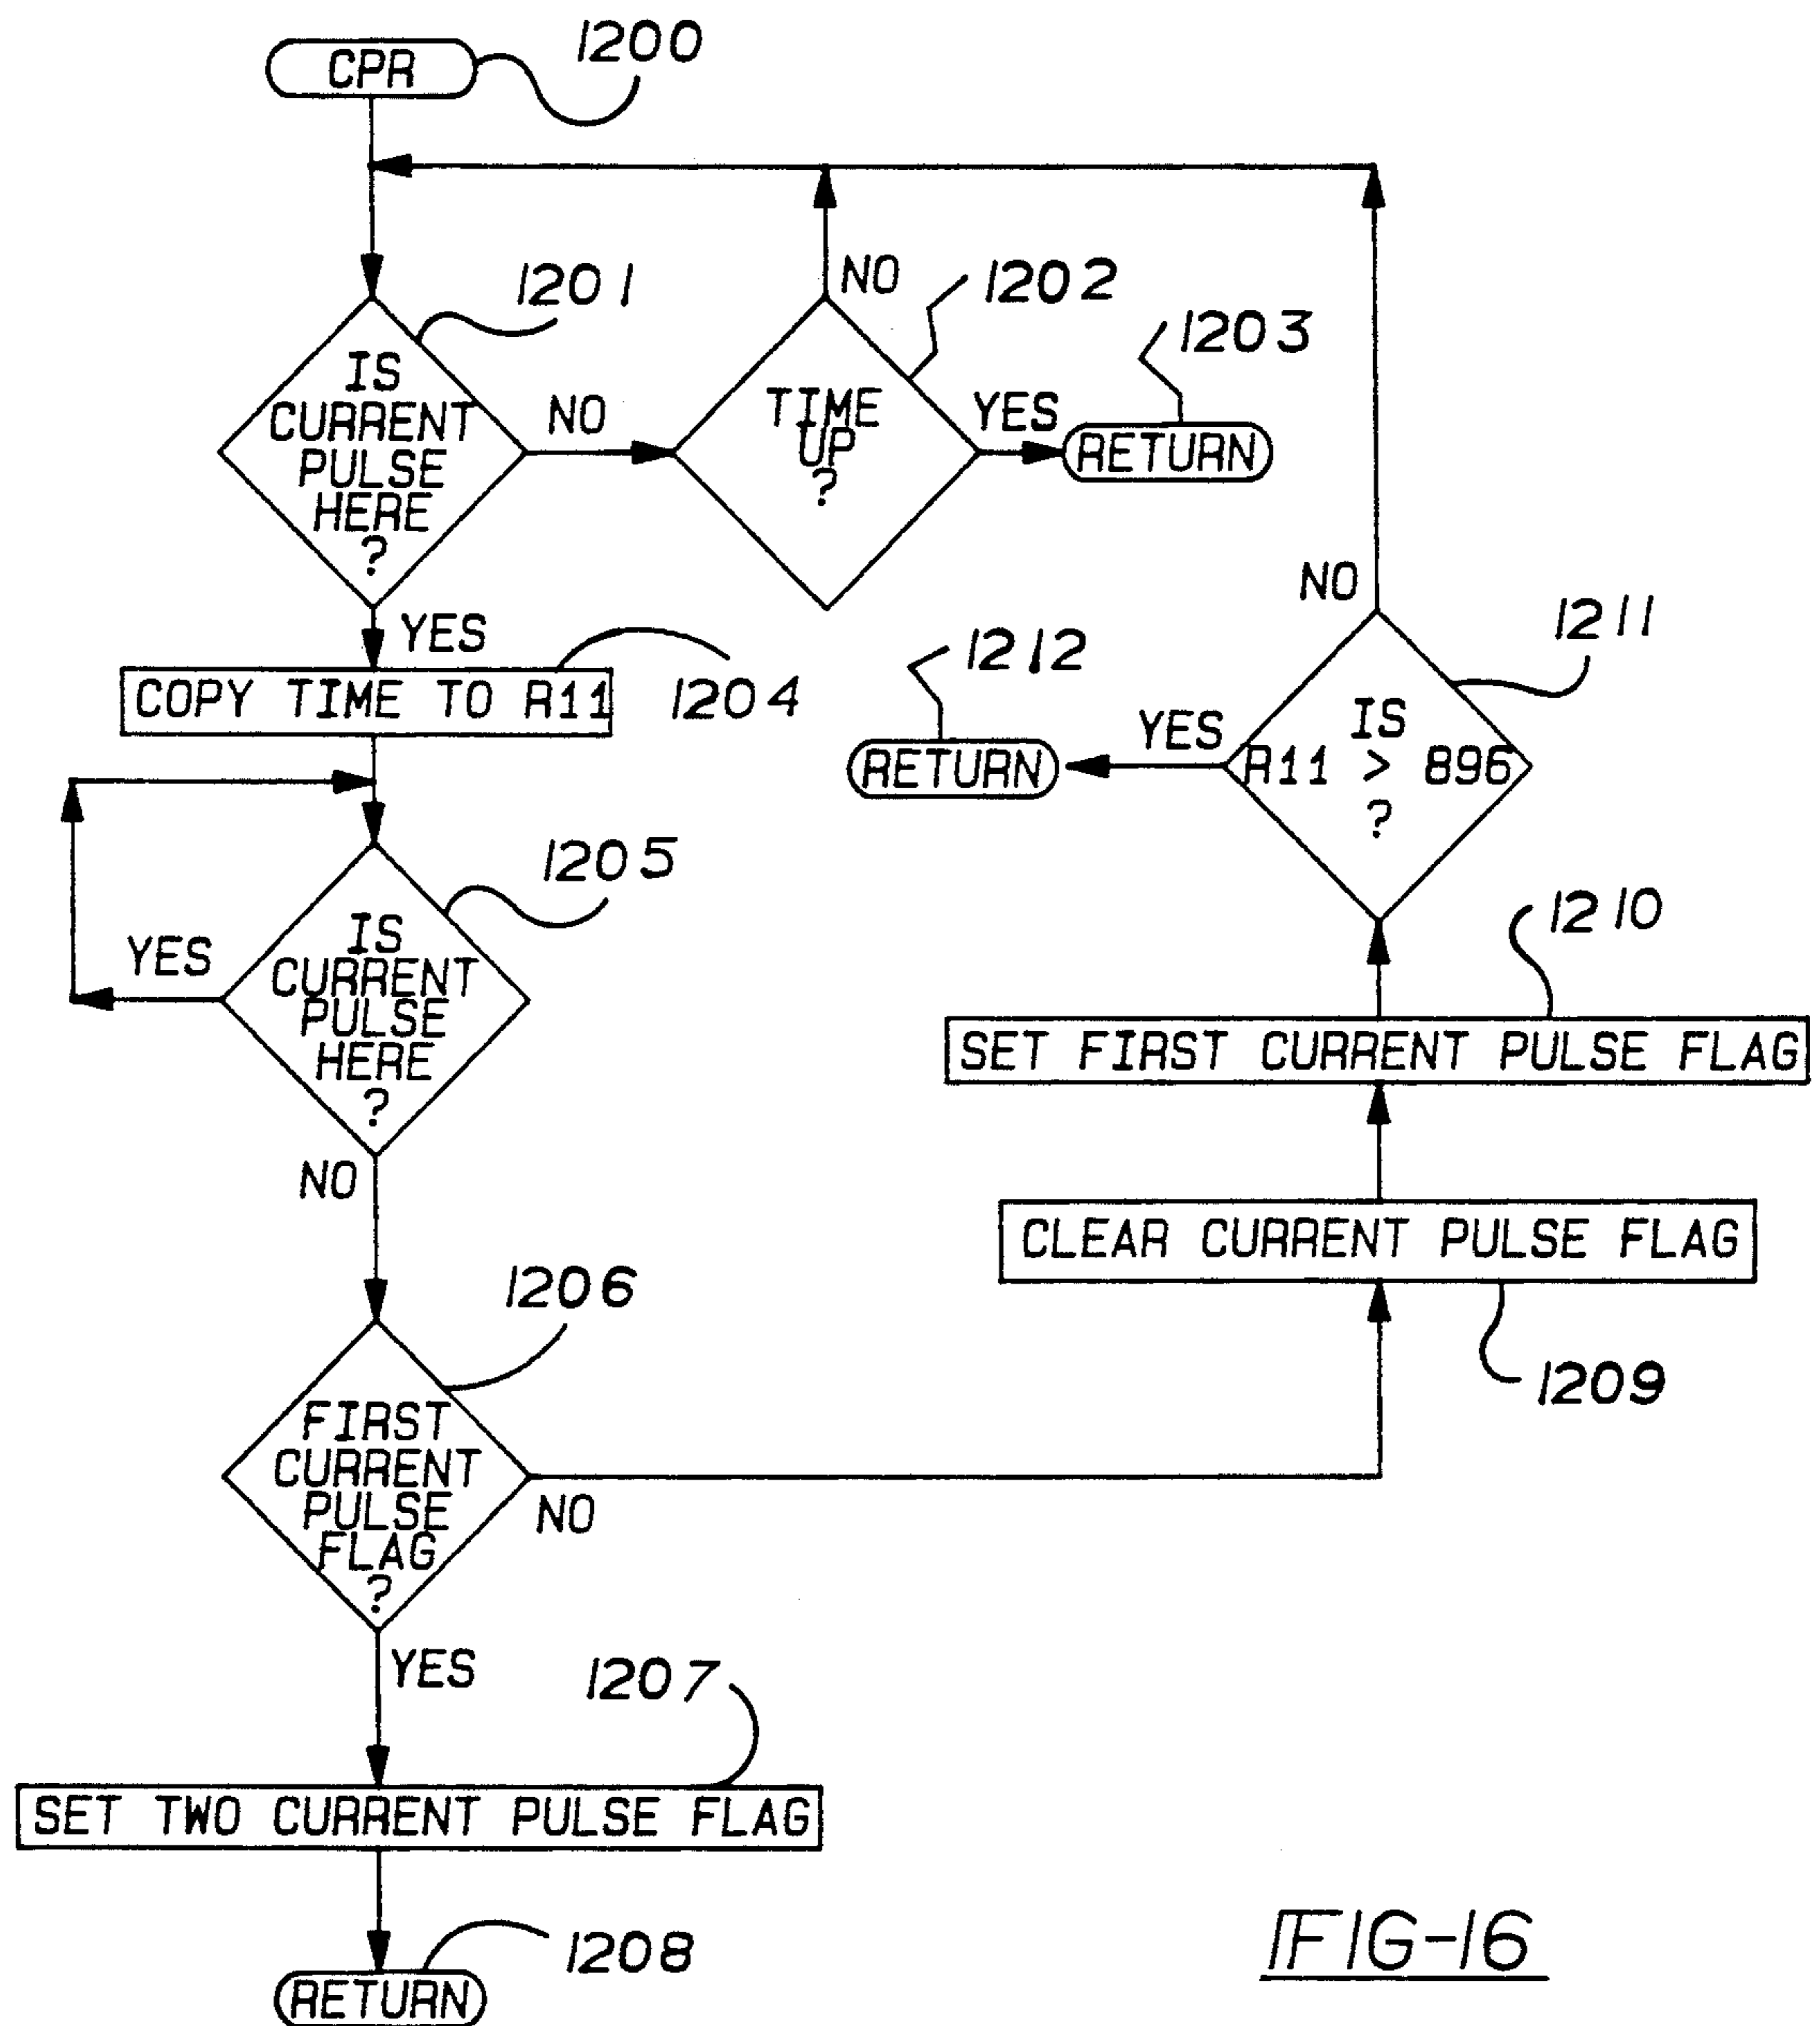 CPR
1200
1201
IS
CURRENT
PULSE
HERE
?
NO
1202
TIME
UP
?
NO
YES
1203
RETURN
YES
COPY TIME TO R11
1204
1205
IS
CURRENT
PULSE
HERE
?
YES
NO
1206
FIRST
CURRENT
PULSE
FLAG
?
NO
YES
1207
SET TWO CURRENT PULSE FLAG
1208
RETURN
NO
1211
IS
R11 > 896
?
YES
1212
RETURN
1210
SET FIRST CURRENT PULSE FLAG
CLEAR CURRENT PULSE FLAG
1209
FIG-16